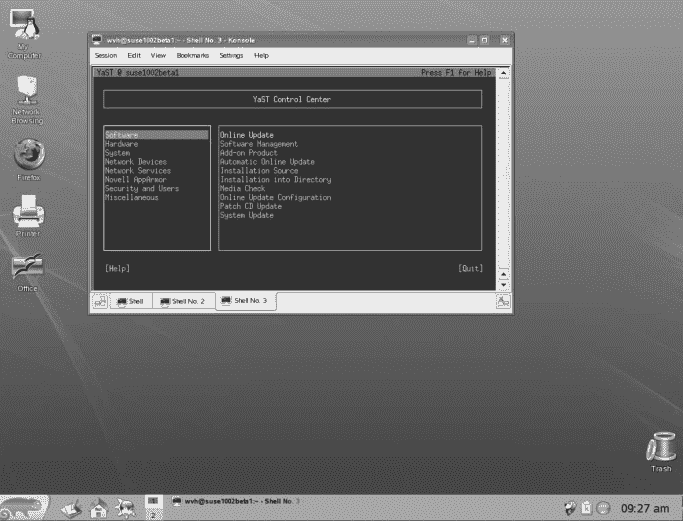 My
Computer
Network
Browsing
Firefox
Printer
Office
wvh@suse1002beta1:~ - Shell No. 3 - Konsole
Session Edit View Bookmarks Settings Help
YaST @ suse1002beta1 Press F1 for Help
YaST Control Center
Software
Hardware
System
Network Devices
Network Services
Novell AppArmor
Security and Users
Miscellaneous
Online Update
Software Management
Add-on Product
Automatic Online Update
Installation Source
Installation into Directory
Media Check
Online Update Configuration
Patch CD Update
System Update
[Help] [Quit]
Shell Shell No. 2 Shell No. 3
Trash
1
2
wvh@suse1002beta1:~ - Shell No. 3
09:27 am